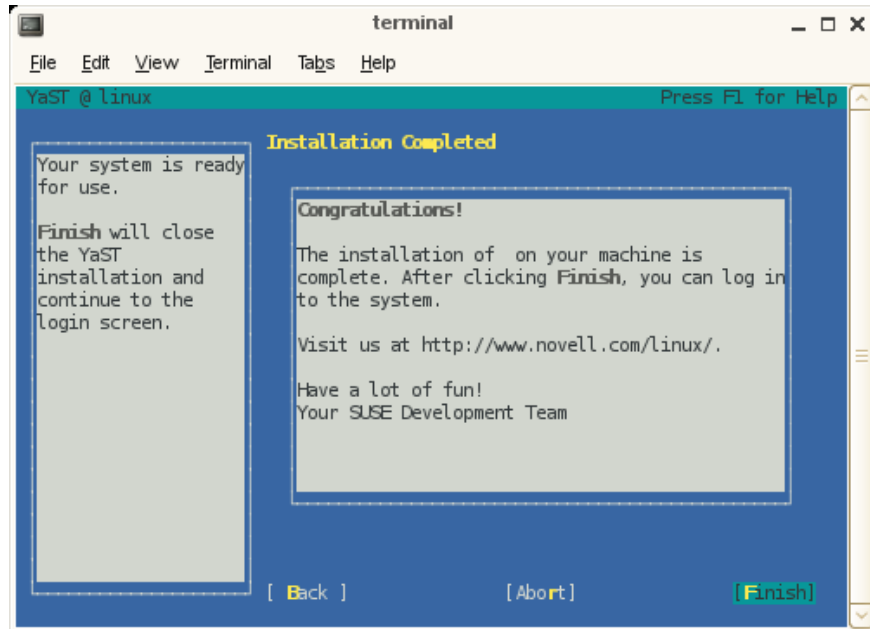 terminal
File Edit View Terminal Tabs Help
YaST @ linux Press F1 for Help
Installation Completed
Your system is ready
for use.
Finish will close
the YaST
installation and
continue to the
login screen.
Congratulations!
The installation of  on your machine is
complete. After clicking Finish, you can log in
to the system.
Visit us at http://www.novell.com/linux/.
Have a lot of fun!
Your SUSE Development Team
[ Back ] [Abort] [Finish]